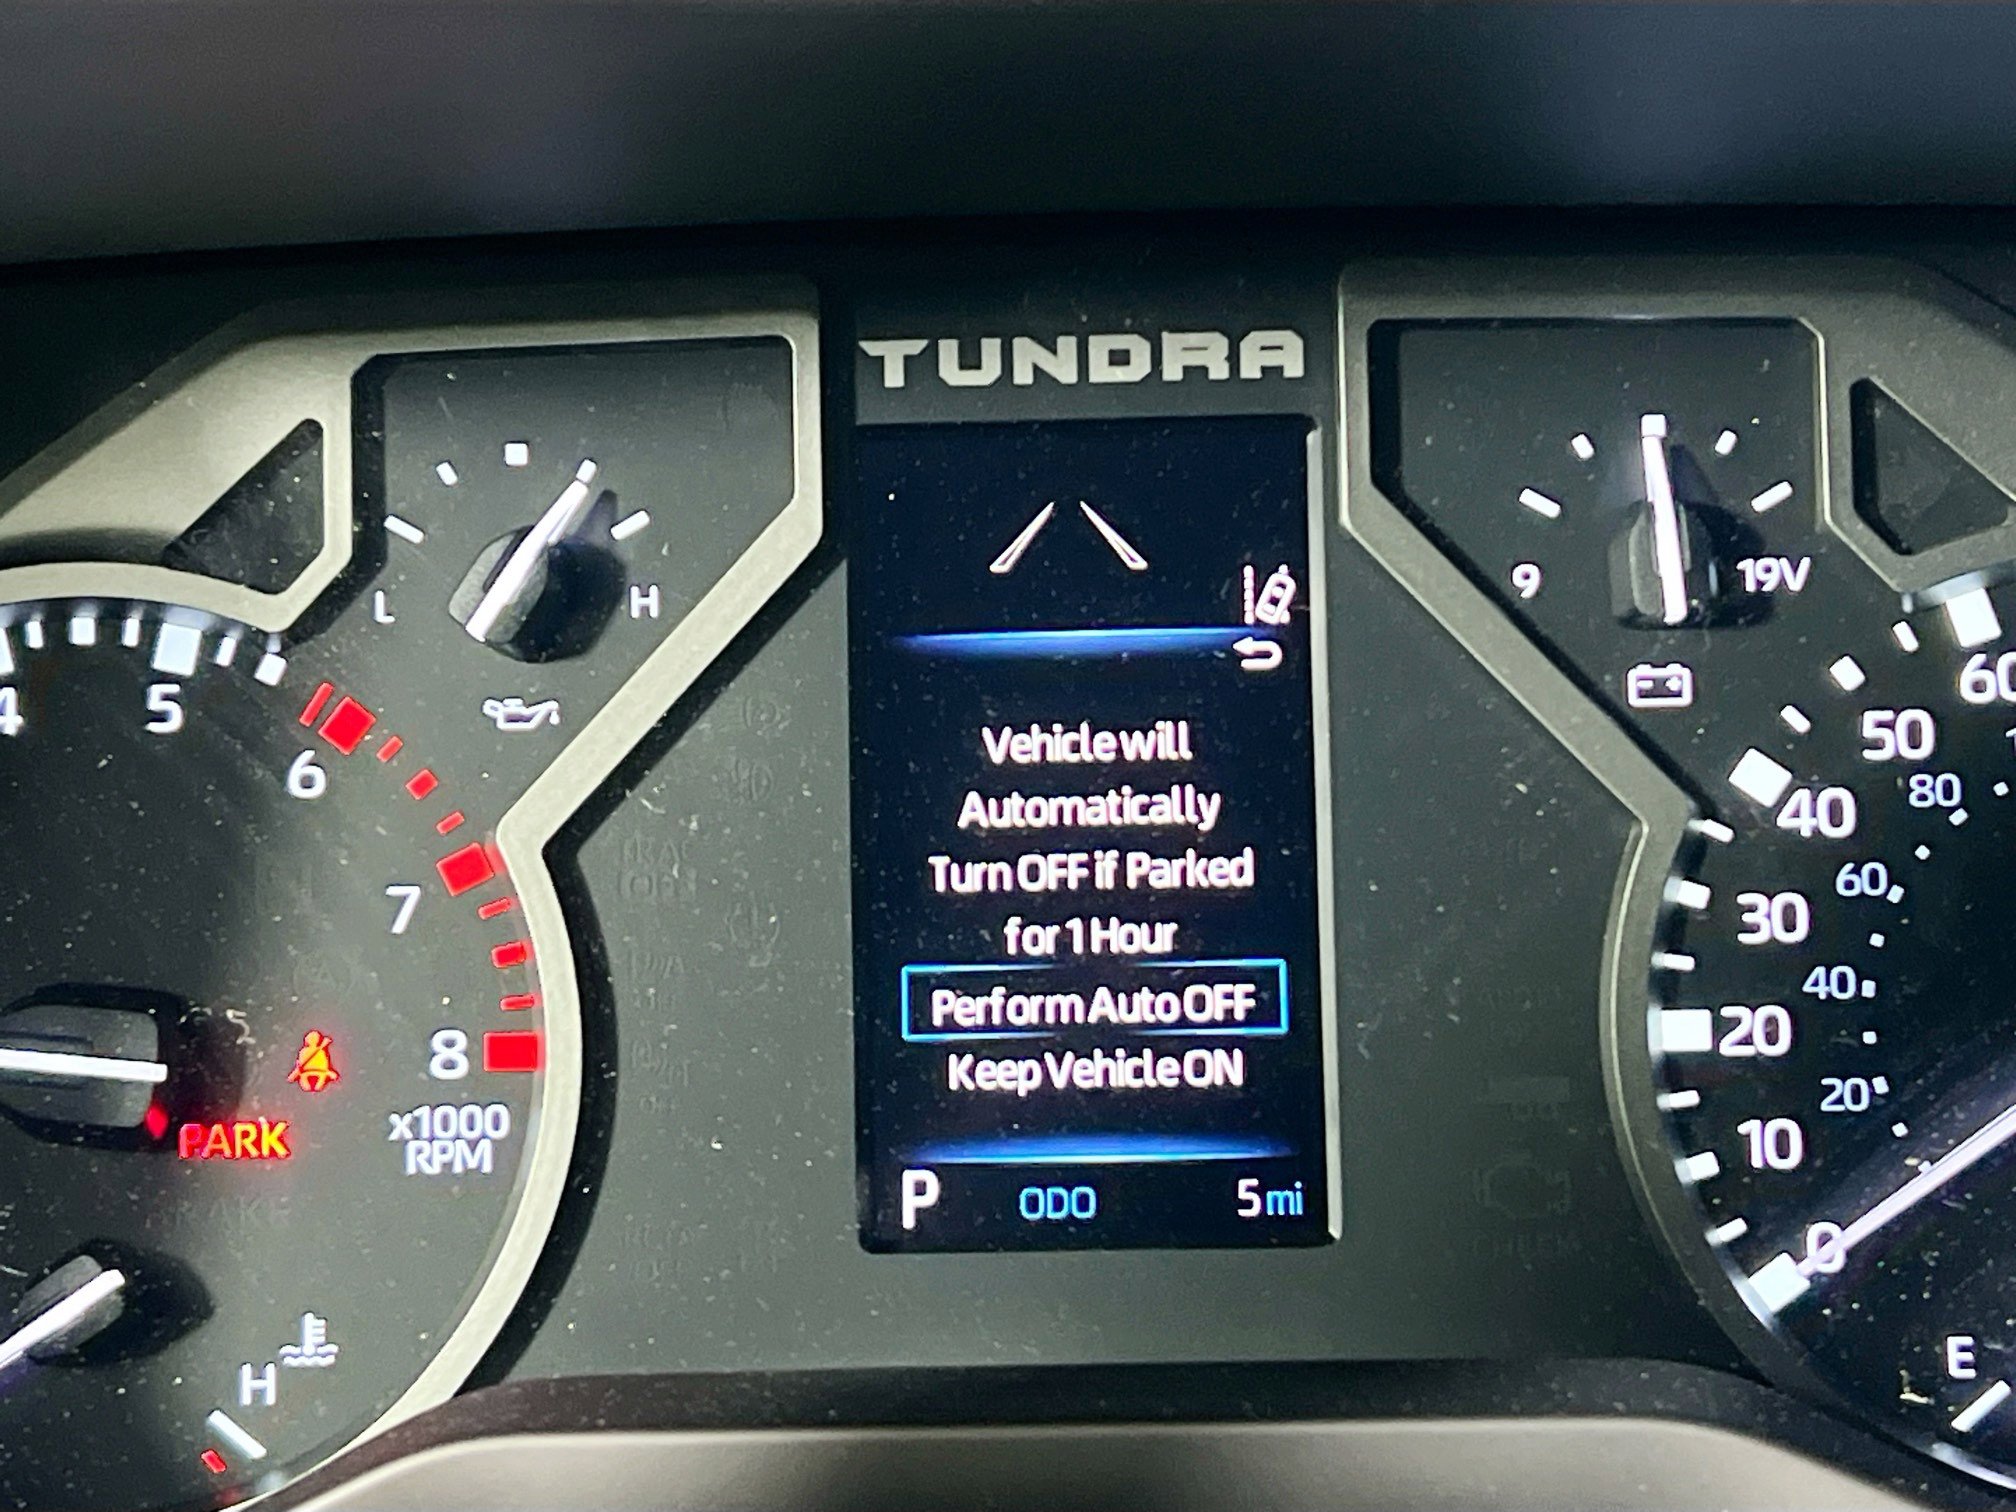 TUNDRA
L
H
9
19V
4
5
6
7
8
x1000
RPM
PARK
BRAKE
H
Vehicle will
Automatically
Turn OFF if Parked
for 1 Hour
Perform Auto OFF
Keep Vehicle ON
P ODO 5 mi
60
50
80
40
60
30
40
20
20
10
0
E